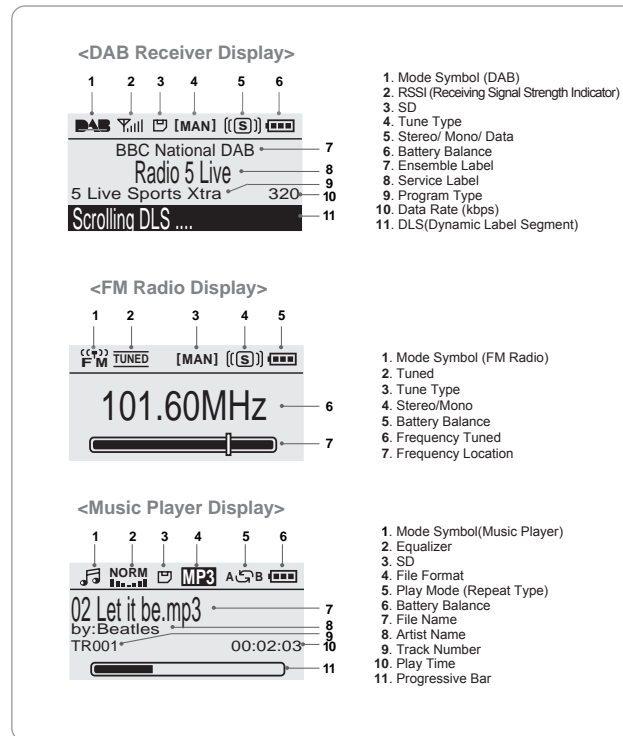 <DAB Receiver Display>
1 2 3 4 5 6
DAB [MAN] ((S))
BBC National DAB 7
Radio 5 Live 8
5 Live Sports Xtra 9
320 10
Scrolling DLS .... 11
1. Mode Symbol (DAB)
2. RSSI (Receiving Signal Strength Indicator)
3. SD
4. Tune Type
5. Stereo/ Mono/ Data
6. Battery Balance
7. Ensemble Label
8. Service Label
9. Program Type
10. Data Rate (kbps)
11. DLS(Dynamic Label Segment)
<FM Radio Display>
1 2 3 4 5
FM TUNED [MAN] ((S))
101.60MHz 6
7
1. Mode Symbol (FM Radio)
2. Tuned
3. Tune Type
4. Stereo/Mono
5. Battery Balance
6. Frequency Tuned
7. Frequency Location
<Music Player Display>
1 2 3 4 5 6
NORM MP3 A B
02 Let it be.mp3 7
by:Beatles 8
TR001 9
00:02:03 10
11
1. Mode Symbol(Music Player)
2. Equalizer
3. SD
4. File Format
5. Play Mode (Repeat Type)
6. Battery Balance
7. File Name
8. Artist Name
9. Track Number
10. Play Time
11. Progressive Bar